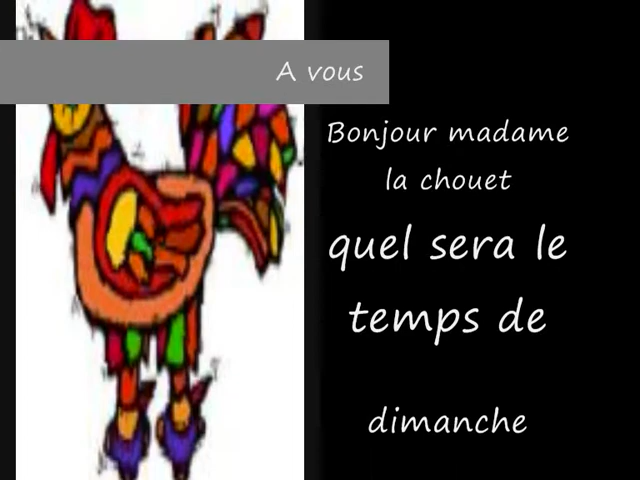 A vous
Bonjour madame
la chouet
quel sera le
temps de
dimanche